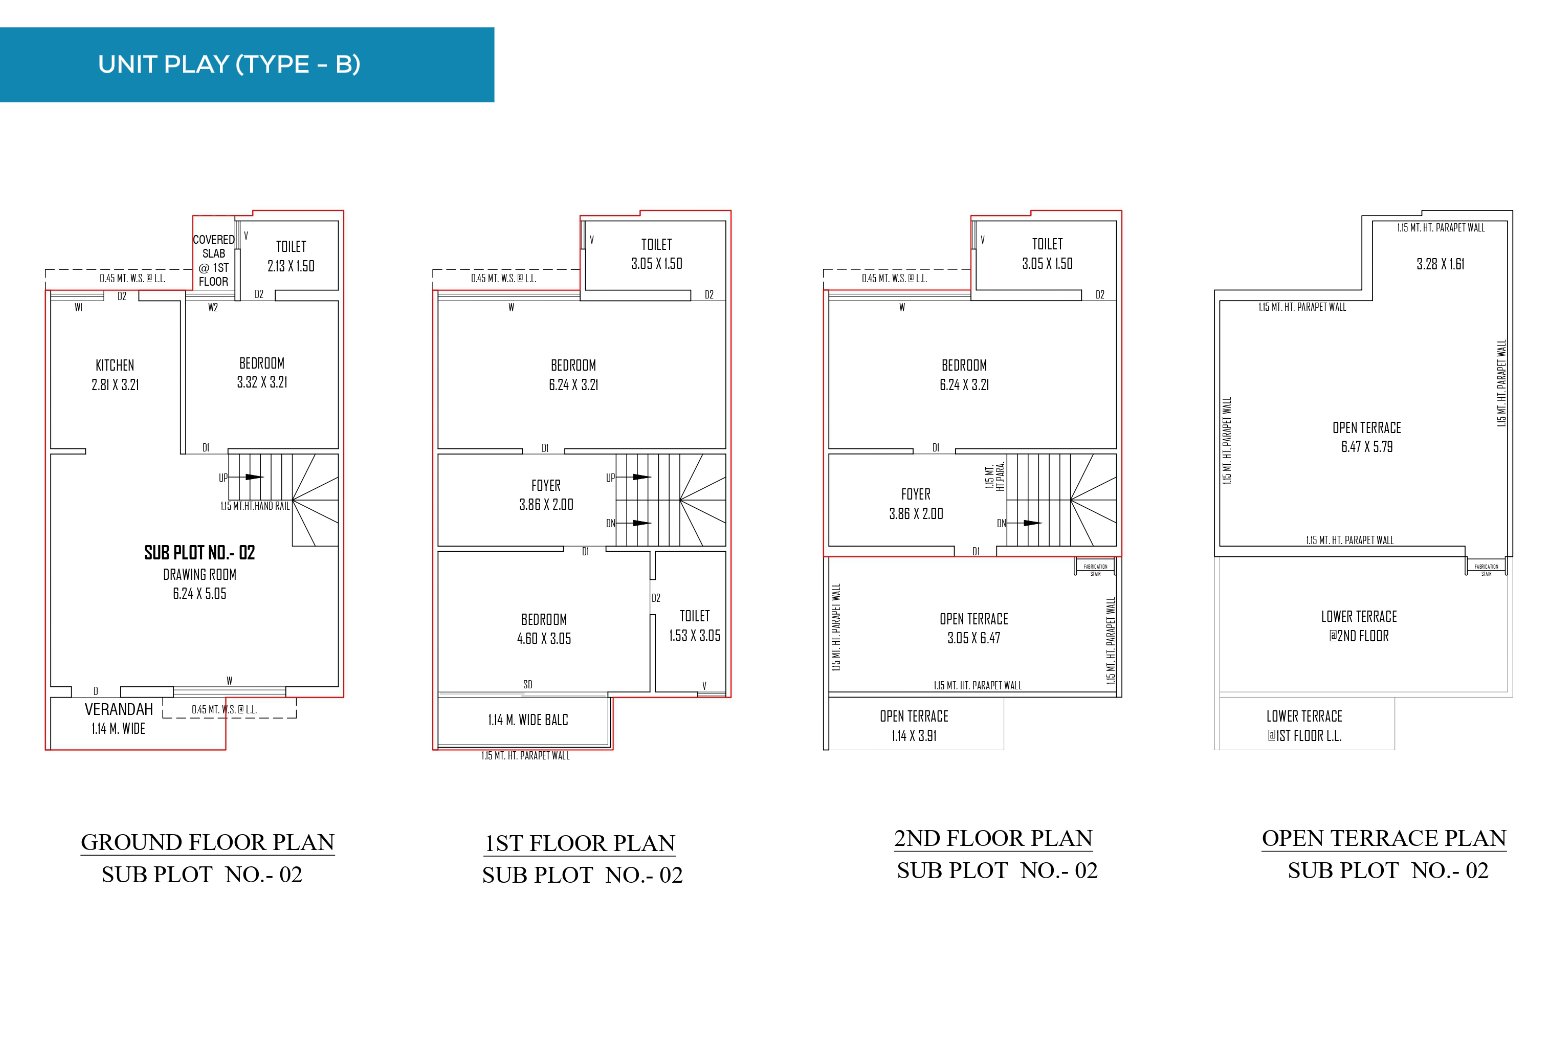 UNIT PLAY (TYPE - B)
COVERED
SLAB
@ 1ST
FLOOR
V
TOILET
2.13 X 1.50
0.45 MT. W.S. @ L.L.
D2
D2
W1
W2
KITCHEN
2.81 X 3.21
BEDROOM
3.32 X 3.21
D1
UP
1.15 MT.HT.HAND RAIL
SUB PLOT NO.- 02
DRAWING ROOM
6.24 X 5.05
D
W
VERANDAH
1.14 M. WIDE
0.45 MT. W.S. @ L.L.
GROUND FLOOR PLAN
SUB PLOT NO.- 02
V
TOILET
3.05 X 1.50
0.45 MT. W.S. @ L.L.
D2
W
BEDROOM
6.24 X 3.21
D1
FOYER
3.86 X 2.00
UP
DN
D1
BEDROOM
4.60 X 3.05
D2
TOILET
1.53 X 3.05
SD
V
1.14 M. WIDE BALC
1.15 MT. HT. PARAPET WALL
1ST FLOOR PLAN
SUB PLOT NO.- 02
V
TOILET
3.05 X 1.50
0.45 MT. W.S. @ L.L.
D2
W
BEDROOM
6.24 X 3.21
D1
1.15 MT.
HT.PARA.
FOYER
3.86 X 2.00
DN
D1
FABRICATION
STAIR
1.15 MT. HT. PARAPET WALL
OPEN TERRACE
3.05 X 6.47
1.15 MT. HT. PARAPET WALL
1.15 MT. HT. PARAPET WALL
OPEN TERRACE
1.14 X 3.91
2ND FLOOR PLAN
SUB PLOT NO.- 02
1.15 MT. HT. PARAPET WALL
3.28 X 1.61
1.15 MT. HT. PARAPET WALL
1.15 MT. HT. PARAPET WALL
1.15 MT. HT. PARAPET WALL
OPEN TERRACE
6.47 X 5.79
1.15 MT. HT. PARAPET WALL
FABRICATION
STAIR
LOWER TERRACE
@2ND FLOOR
LOWER TERRACE
@1ST FLOOR L.L.
OPEN TERRACE PLAN
SUB PLOT NO.- 02